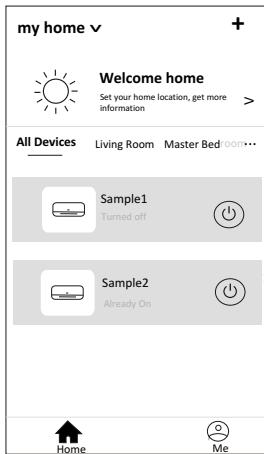 my home
+
Welcome home
Set your home location, get more
information
>
All Devices Living Room Master Bedroom ...
Sample1
Turned off
Sample2
Already On
Home Me